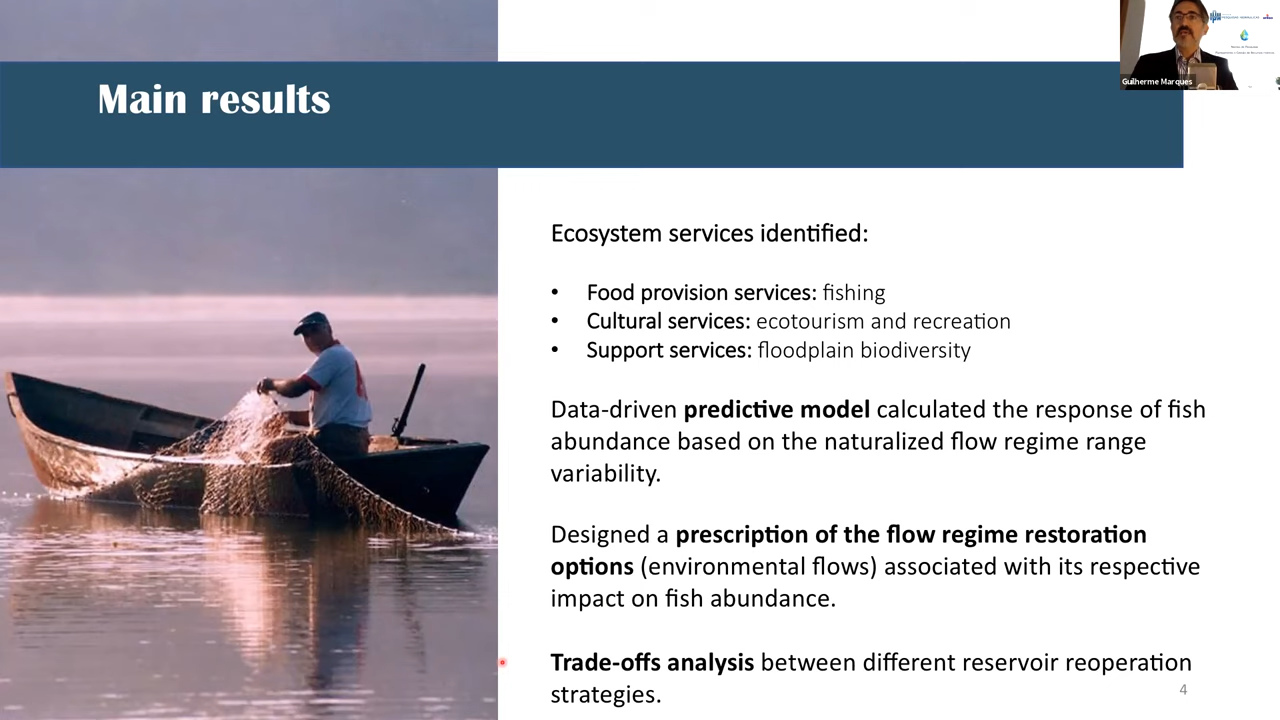 Main results
Guilherme Marques
Ecosystem services identified:
• Food provision services: fishing
• Cultural services: ecotourism and recreation
• Support services: floodplain biodiversity
Data-driven predictive model calculated the response of fish
abundance based on the naturalized flow regime range
variability.
Designed a prescription of the flow regime restoration
options (environmental flows) associated with its respective
impact on fish abundance.
Trade-offs analysis between different reservoir reoperation
strategies.
4